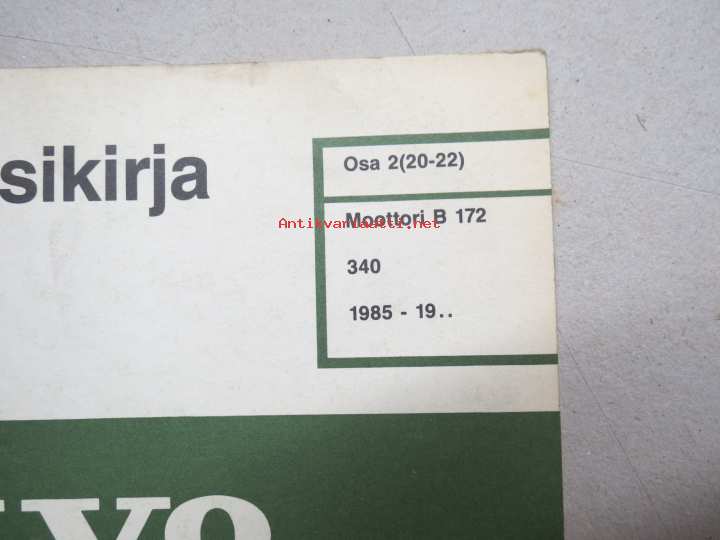 sikirja
Osa 2(20-22)
Moottori B 172
Antikvariaatti.net
340
1985 - 19..